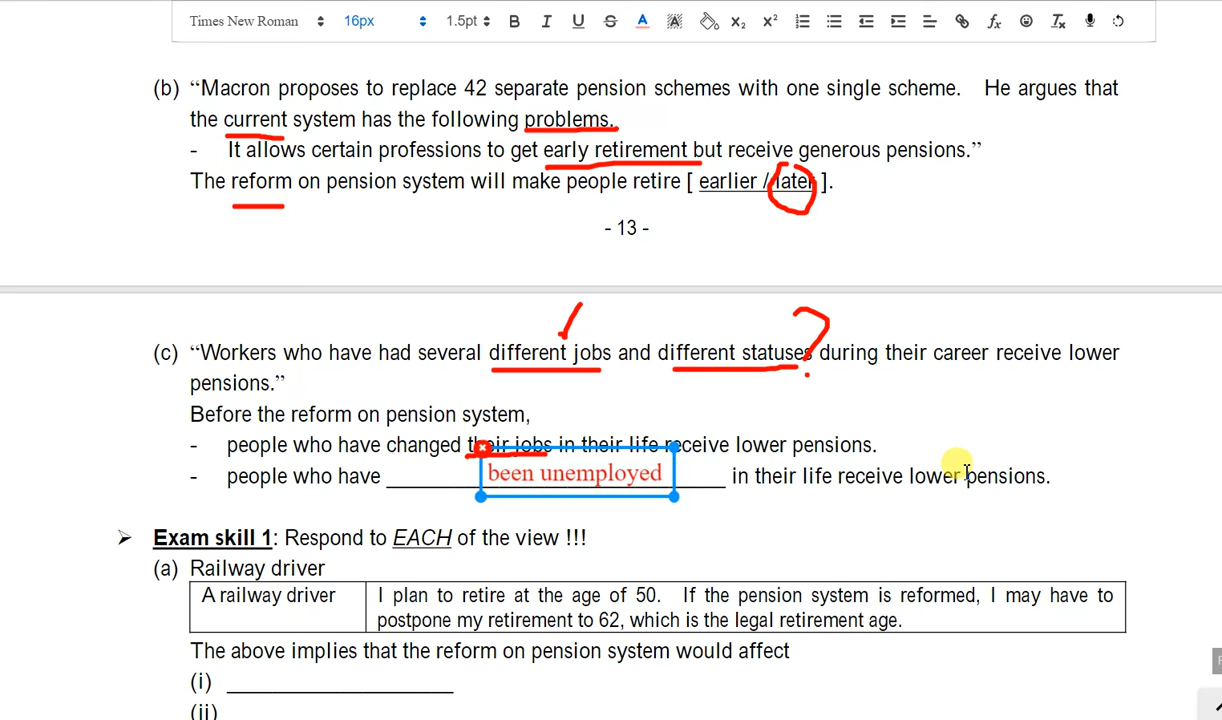 Times New Roman 16px 1.5pt B I U S A A X₂ X² fx Tx
(b) “Macron proposes to replace 42 separate pension schemes with one single scheme. He argues that
the current system has the following problems.
- It allows certain professions to get early retirement but receive generous pensions.”
The reform on pension system will make people retire [ earlier / later ].
- 13 -
(c) “Workers who have had several different jobs and different statuses during their career receive lower
pensions.”
Before the reform on pension system,
- people who have changed their jobs in their life receive lower pensions.
- people who have been unemployed in their life receive lower pensions.
➢ Exam skill 1: Respond to EACH of the view !!!
(a) Railway driver
A railway driver I plan to retire at the age of 50. If the pension system is reformed, I may have to
postpone my retirement to 62, which is the legal retirement age.
The above implies that the reform on pension system would affect
(i) ____________________
(ii)